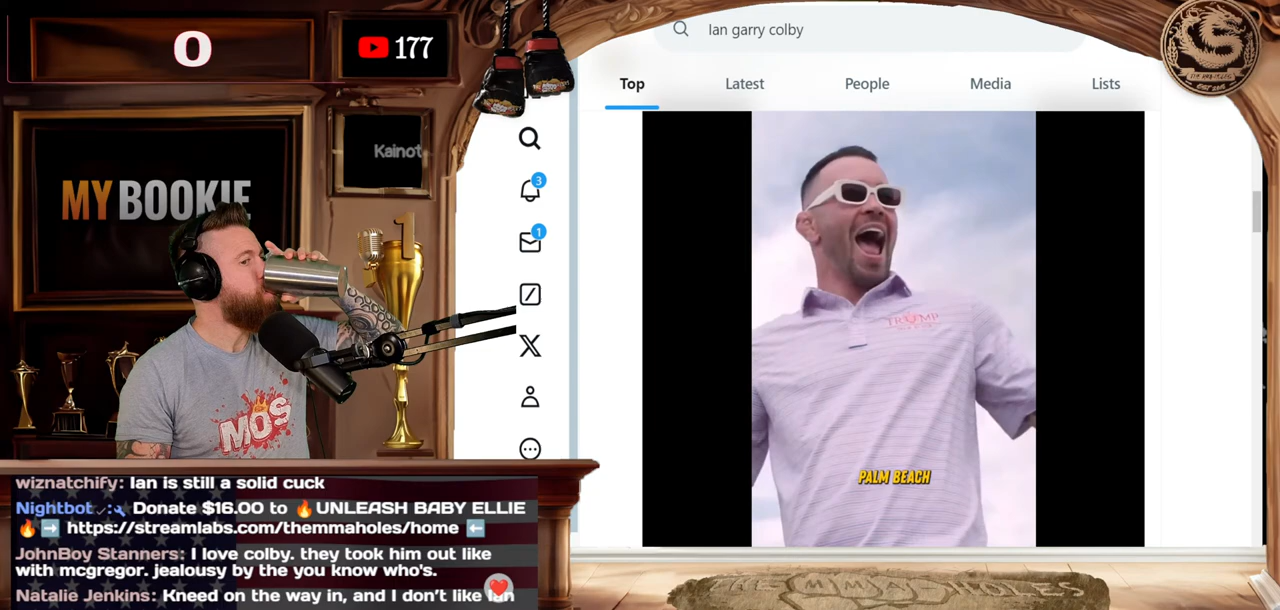 0
177
Ian garry colby
Top
Latest
People
Media
Lists
3
1
Kainot
MY BOOKIE
1
MOS
TRUMP
PALM BEACH
wiznatchify: Ian is still a solid cuck
Nightbot : Donate $16.00 to 🔥UNLEASH BABY ELLIE
🔥➡️ https://streamlabs.com/themmaholes/home ⬅️
JohnBoy Stanners: I love colby. they took him out like
with mcgregor. jealousy by the you know who's.
Natalie Jenkins: Kneed on the way in, and I don't like Ian
THE MMA HOLES